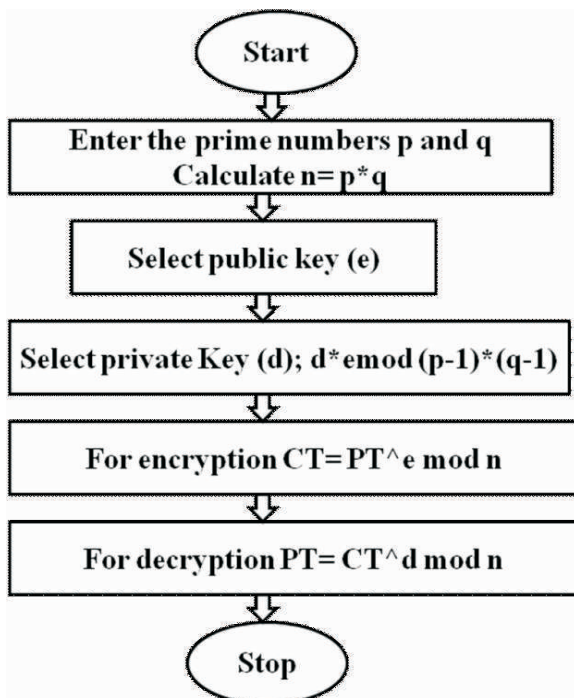 Start
Enter the prime numbers p and q
Calculate n= p*q
Select public key (e)
Select private Key (d); d*emod (p-1)*(q-1)
For encryption CT= PT^e mod n
For decryption PT= CT^d mod n
Stop